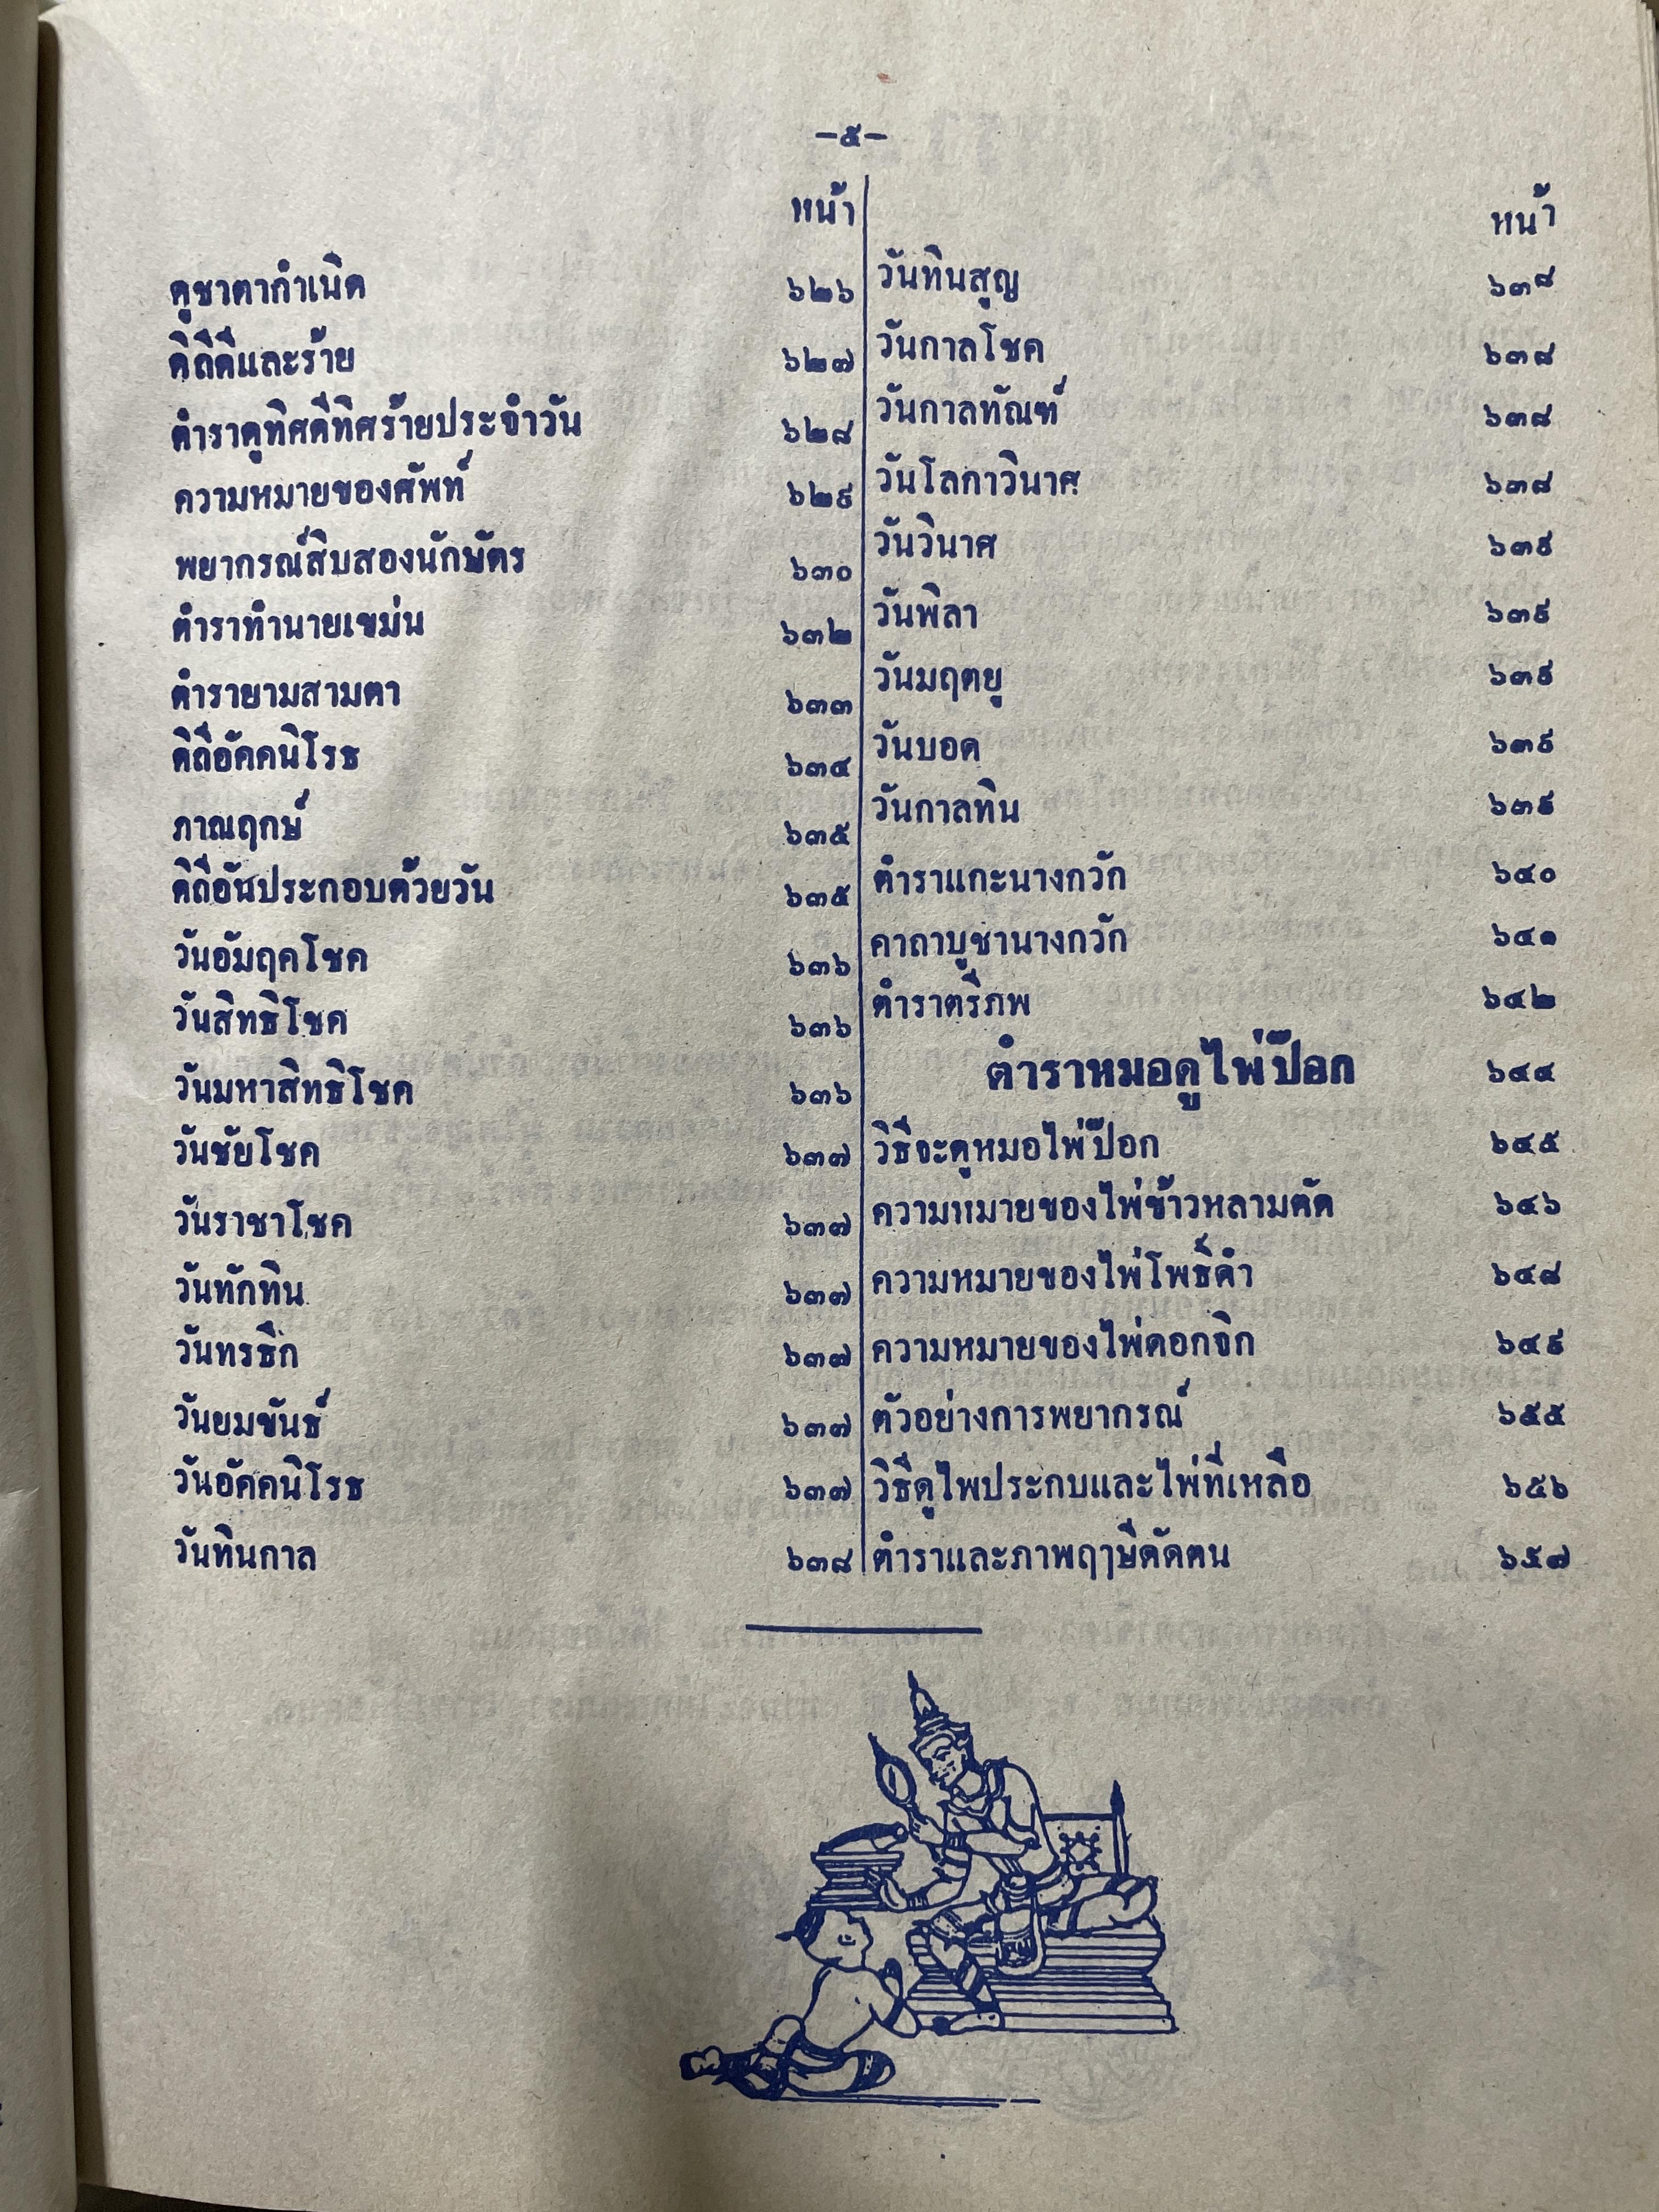 -๕-
หน้า
ดูชาตากำเนิด ๖๒๖
ดิถีดีและร้าย ๖๒๗
ตำราดูทิศดีทิศร้ายประจำวัน ๖๒๘
ความหมายของศัพท์ ๖๒๙
พยากรณ์สิบสองนักษัตร ๖๓๐
ตำราทำนายเขม่น ๖๓๒
ตำรายามสามตา ๖๓๓
ดิถีอัคคนิโรธ ๖๓๔
ภาณฤกษ์ ๖๓๕
ดิถีอันประกอบด้วยวัน ๖๓๕
วันอัมฤคโชค ๖๓๖
วันสิทธิโชค ๖๓๖
วันมหาสิทธิโชค ๖๓๖
วันชัยโชค ๖๓๗
วันราชาโชค ๖๓๗
วันทักทิน ๖๓๗
วันทรธึก ๖๓๗
วันยมขันธ์ ๖๓๗
วันอัคคนิโรธ ๖๓๗
วันทินกาล ๖๓๘
หน้า
วันทินสูญ ๖๓๘
วันกาลโชค ๖๓๘
วันกาลทัณฑ์ ๖๓๘
วันโลกาวินาศ ๖๓๘
วันวินาศ ๖๓๙
วันพิลา ๖๓๙
วันมฤตยู ๖๓๙
วันบอด ๖๓๙
วันกาลทิน ๖๓๙
ตำราแกะนางกวัก ๖๔๐
คาถาบูชานางกวัก ๖๔๑
ตำราตรีภพ ๖๔๒
ตำราหมอดูไพ่ป๊อก ๖๔๔
วิธีจะดูหมอไพ่ป๊อก ๖๔๕
ความหมายของไพ่ข้าวหลามตัด ๖๔๖
ความหมายของไพ่โพธิ์ดำ ๖๔๘
ความหมายของไพ่ดอกจิก ๖๔๙
ตัวอย่างการพยากรณ์ ๖๕๕
วิธีดูไพประกบและไพ่ที่เหลือ ๖๕๖
ตำราและภาพฤๅษีดัดตน ๖๕๗